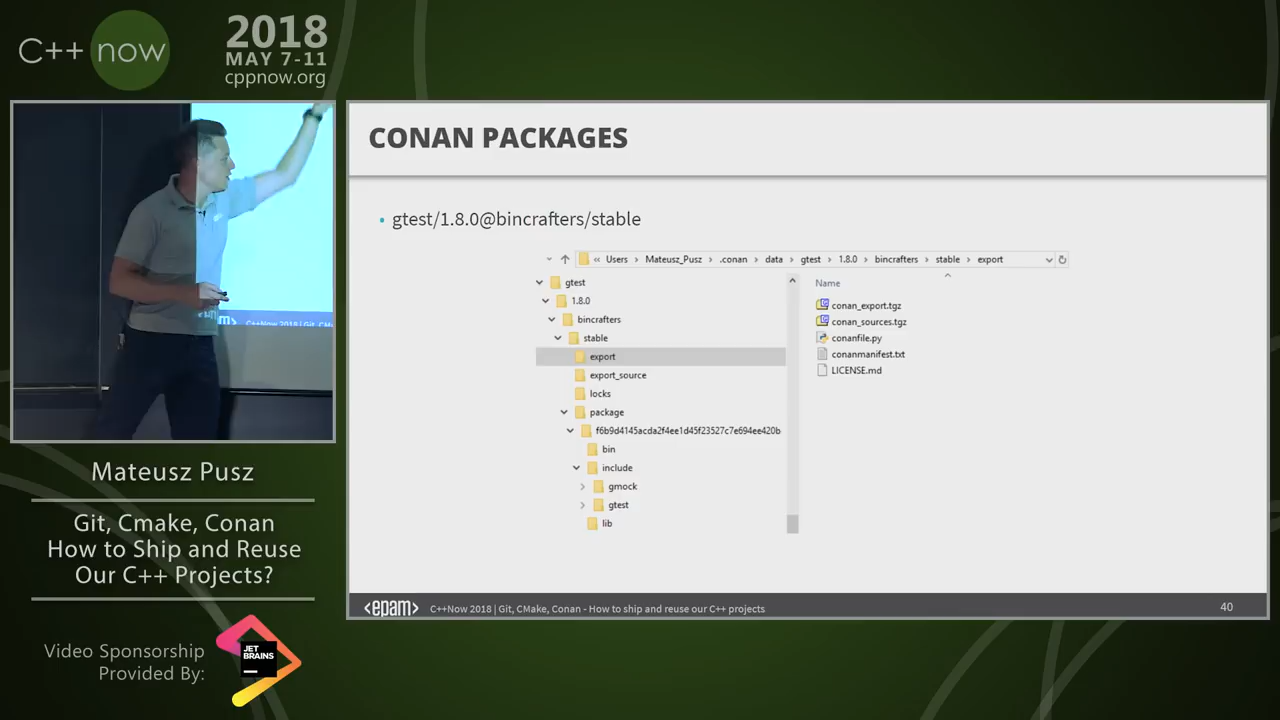 C++ now
2018
MAY 7-11
cppnow.org
CONAN PACKAGES
• gtest/1.8.0@bincrafters/stable
« Users › Mateusz_Pusz › .conan › data › gtest › 1.8.0 › bincrafters › stable › export
gtest
1.8.0
bincrafters
stable
export
export_source
locks
package
f6b9d4145acda2f4ee1d45f23527c7e694ee420b
bin
include
gmock
gtest
lib
Name
conan_export.tgz
conan_sources.tgz
conanfile.py
conanmanifest.txt
LICENSE.md
<epam> C++Now 2018 | Git, CMake, Conan - How to ship and reuse our C++ projects
40
Mateusz Pusz
Git, Cmake, Conan
How to Ship and Reuse
Our C++ Projects?
Video Sponsorship
Provided By:
JET
BRAINS